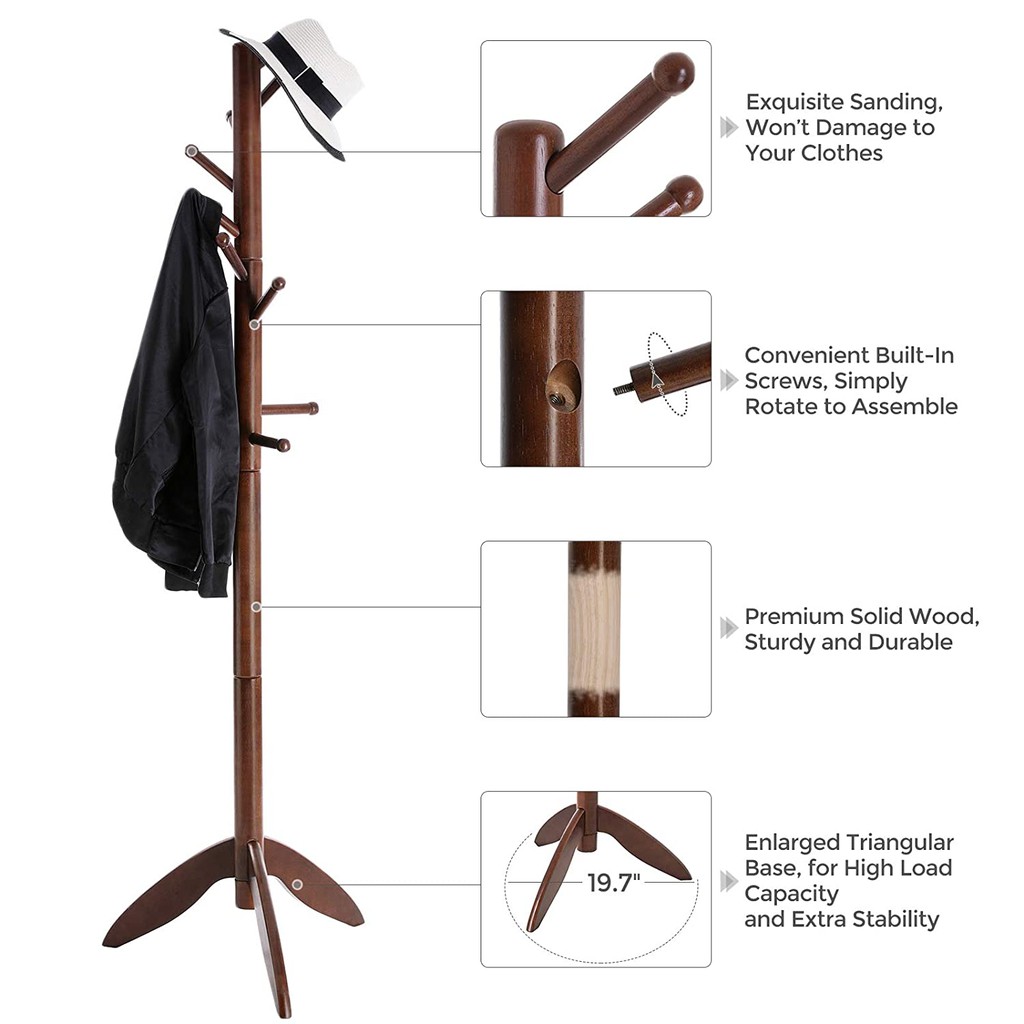 Exquisite Sanding,
Won’t Damage to
Your Clothes
Convenient Built-In
Screws, Simply
Rotate to Assemble
Premium Solid Wood,
Sturdy and Durable
19.7"
Enlarged Triangular
Base, for High Load
Capacity
and Extra Stability